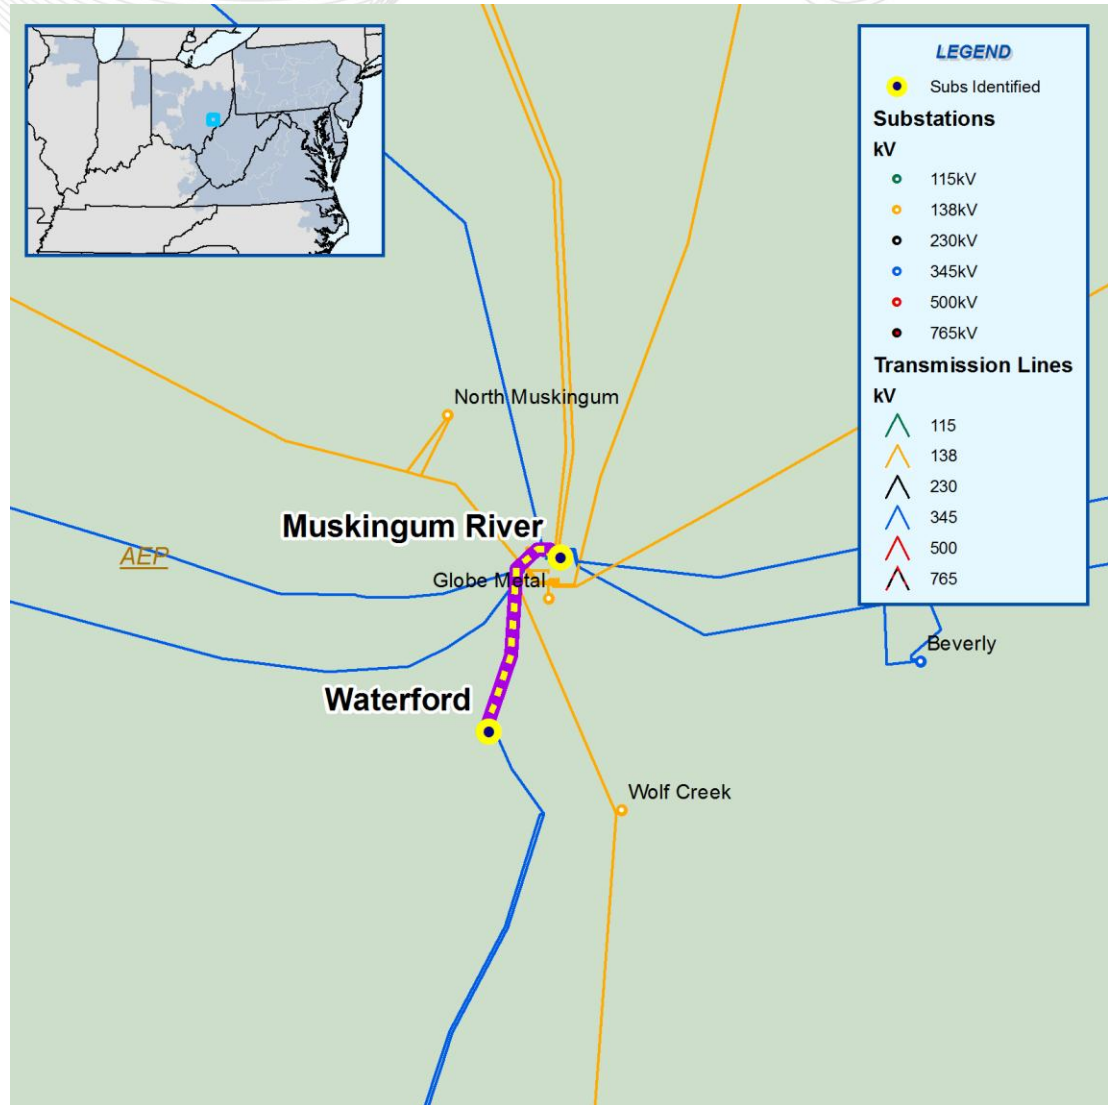 LEGEND
Subs Identified
Substations
kV
115kV
138kV
230kV
345kV
500kV
765kV
Transmission Lines
kV
115
138
230
345
500
765
North Muskingum
Muskingum River
AEP
Globe Metal
Beverly
Waterford
Wolf Creek